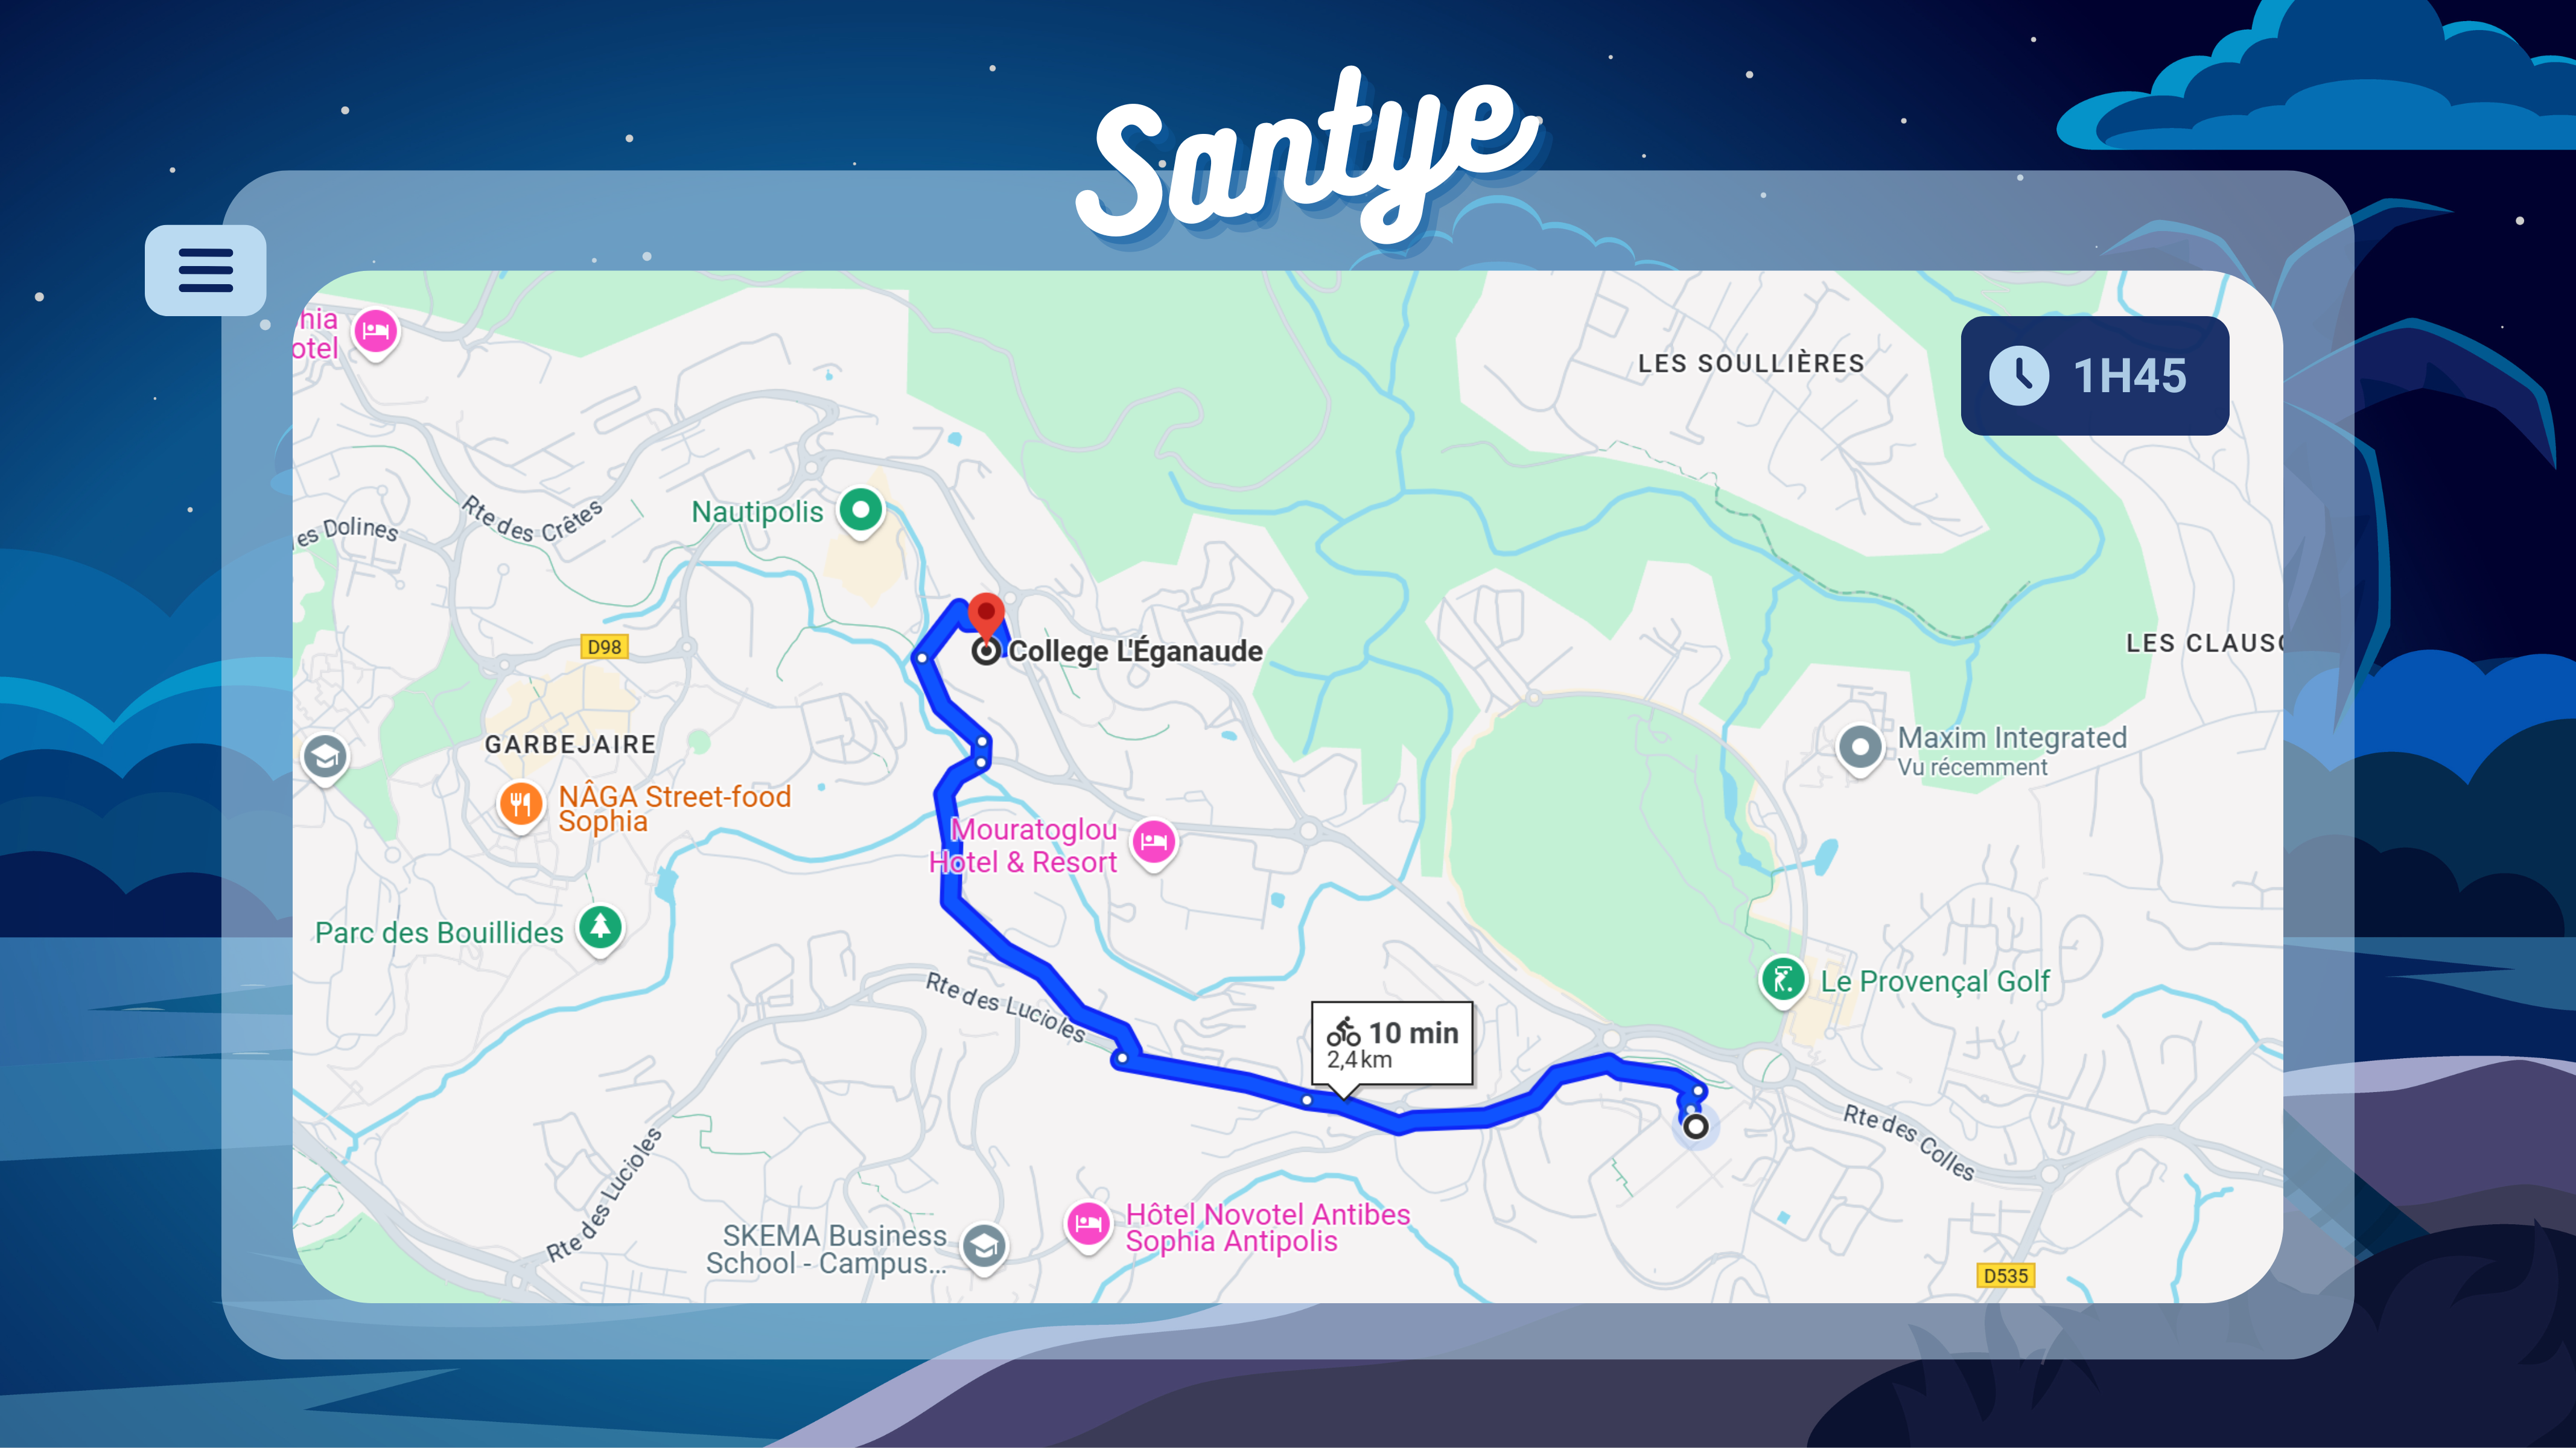 Santye
hia
otel
LES SOULLIÈRES
1H45
Nautipolis
Rte des Crêtes
es Dolines
D98
College L'Éganaude
LES CLAUSO
GARBEJAIRE
Maxim Integrated
Vu récemment
NÂGA Street-food
Sophia
Mouratoglou
Hotel & Resort
Parc des Bouillides
Le Provençal Golf
Rte des Lucioles
10 min
2,4 km
Rte des Colles
Rte des Lucioles
Hôtel Novotel Antibes
Sophia Antipolis
SKEMA Business
School - Campus...
D535